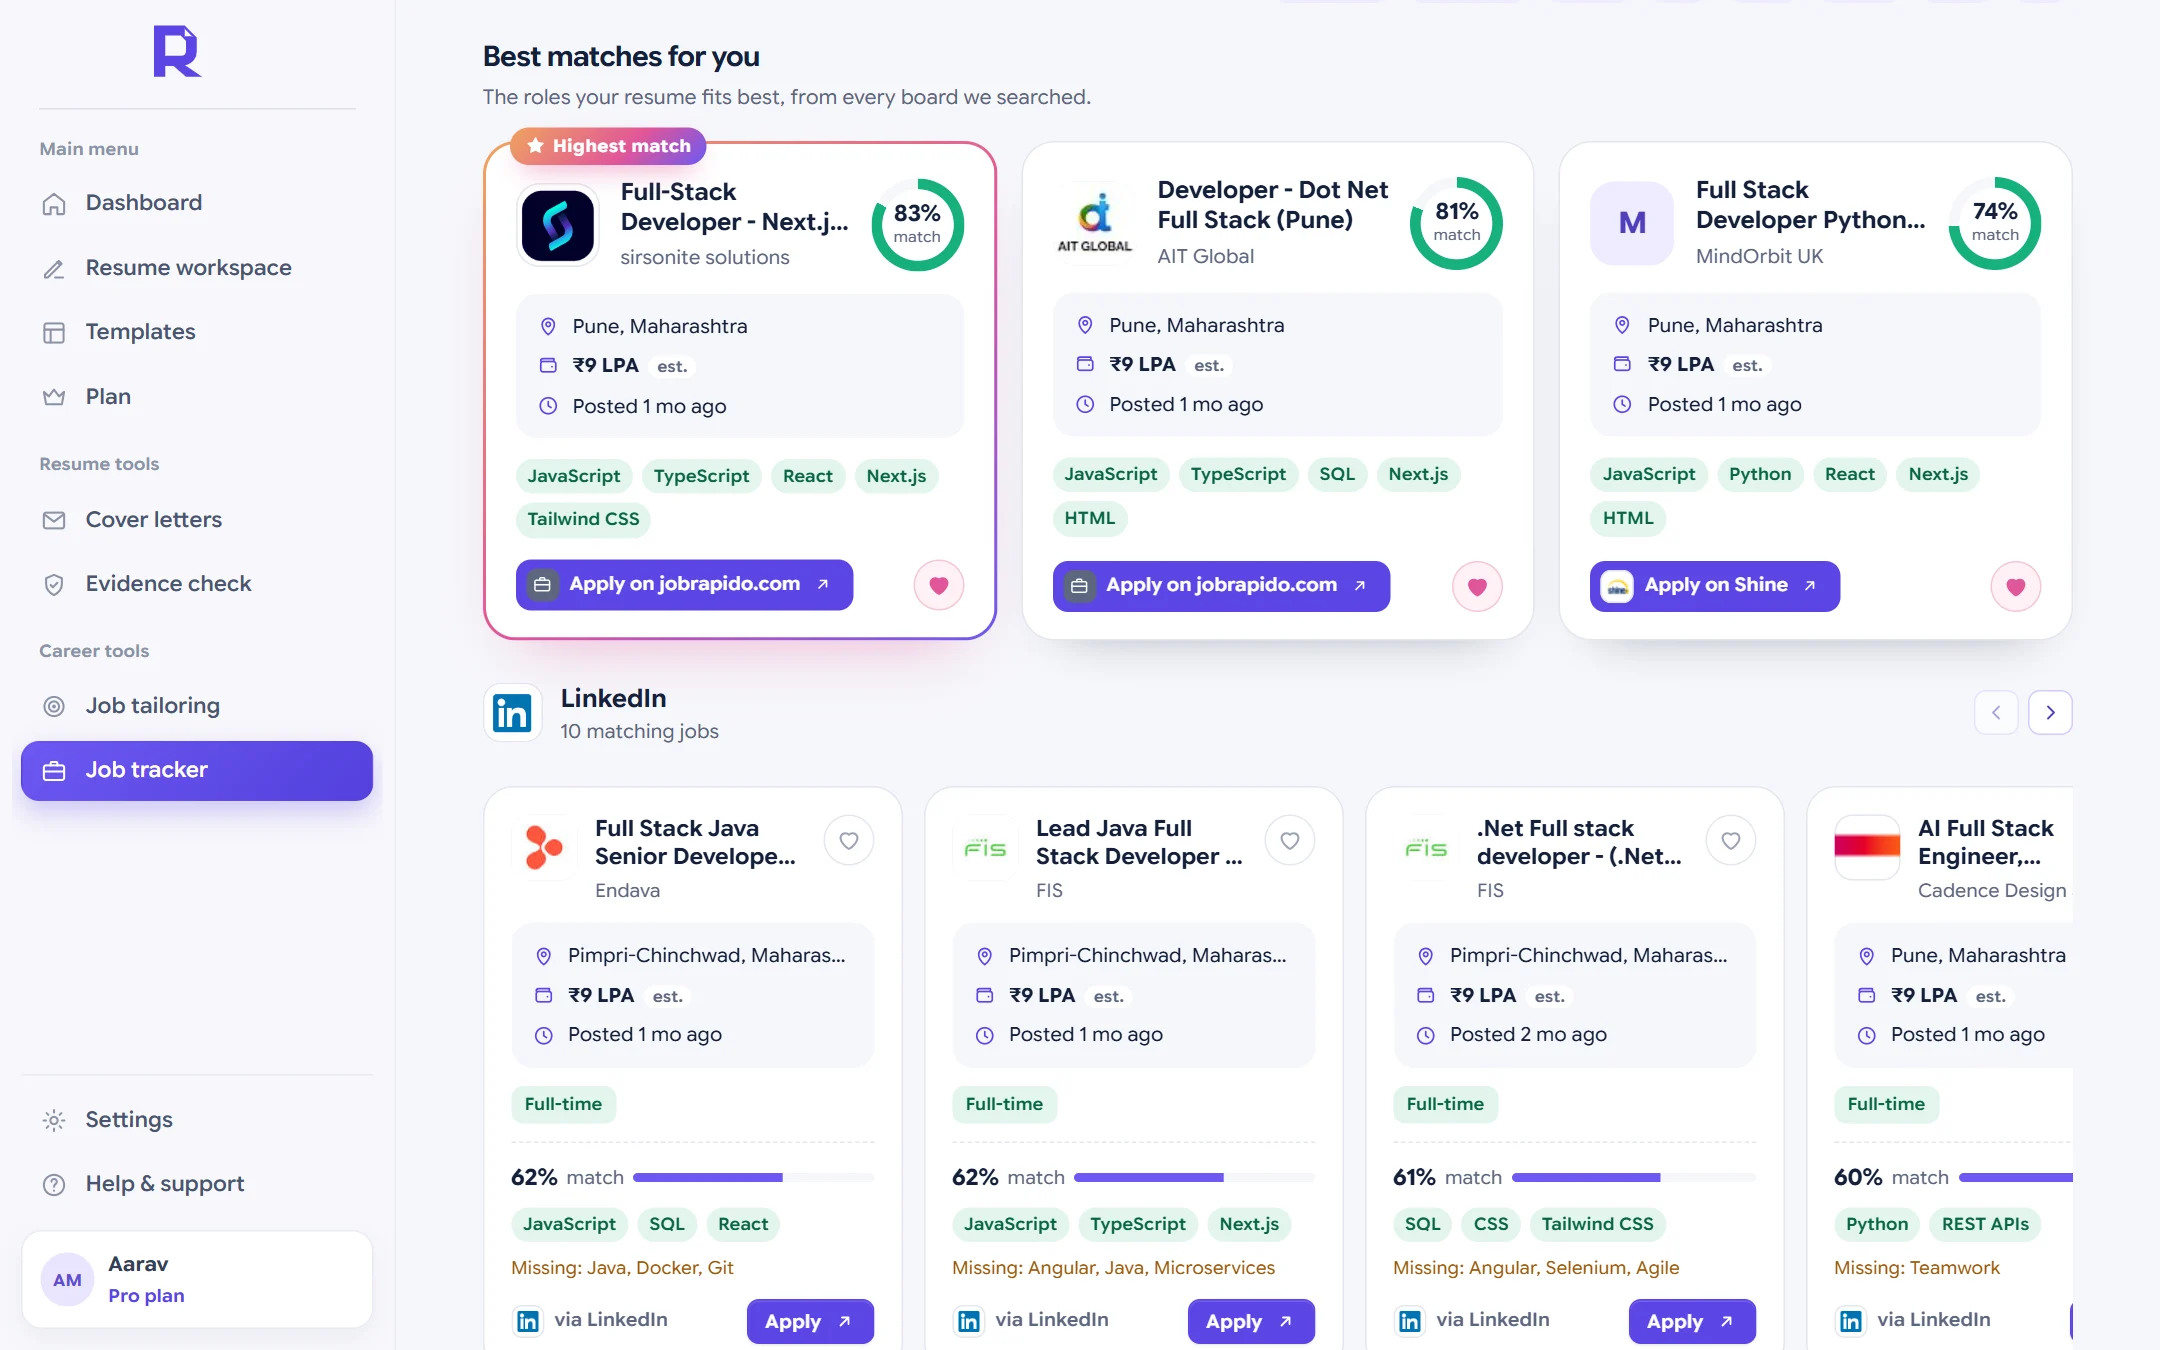 Main menu
Dashboard
Resume workspace
Templates
Plan
Resume tools
Cover letters
Evidence check
Career tools
Job tailoring
Job tracker
Settings
Help & support
AM
Aarav
Pro plan
Best matches for you
The roles your resume fits best, from every board we searched.
Highest match
Full-Stack
Developer - Next.j...
sirsonite solutions
83%
match
Pune, Maharashtra
₹9 LPA est.
Posted 1 mo ago
JavaScript TypeScript React Next.js
Tailwind CSS
Apply on jobrapido.com
AIT GLOBAL
Developer - Dot Net
Full Stack (Pune)
AIT Global
81%
match
Pune, Maharashtra
₹9 LPA est.
Posted 1 mo ago
JavaScript TypeScript SQL Next.js
HTML
Apply on jobrapido.com
M
Full Stack
Developer Python...
MindOrbit UK
74%
match
Pune, Maharashtra
₹9 LPA est.
Posted 1 mo ago
JavaScript Python React Next.js
HTML
shine
Apply on Shine
in
LinkedIn
10 matching jobs
Full Stack Java
Senior Develope...
Endava
Pimpri-Chinchwad, Maharas...
₹9 LPA est.
Posted 1 mo ago
Full-time
62% match
JavaScript SQL React
Missing: Java, Docker, Git
in via LinkedIn
Apply
FIS
Lead Java Full
Stack Developer ...
FIS
Pimpri-Chinchwad, Maharas...
₹9 LPA est.
Posted 1 mo ago
Full-time
62% match
JavaScript TypeScript Next.js
Missing: Angular, Java, Microservices
in via LinkedIn
Apply
FIS
.Net Full stack
developer - (.Net...
FIS
Pimpri-Chinchwad, Maharas...
₹9 LPA est.
Posted 2 mo ago
Full-time
61% match
SQL CSS Tailwind CSS
Missing: Angular, Selenium, Agile
in via LinkedIn
Apply
AI Full Stack
Engineer,...
Cadence Design
Pune, Maharashtra
₹9 LPA est.
Posted 1 mo ago
Full-time
60% match
Python REST APIs
Missing: Teamwork
in via LinkedIn